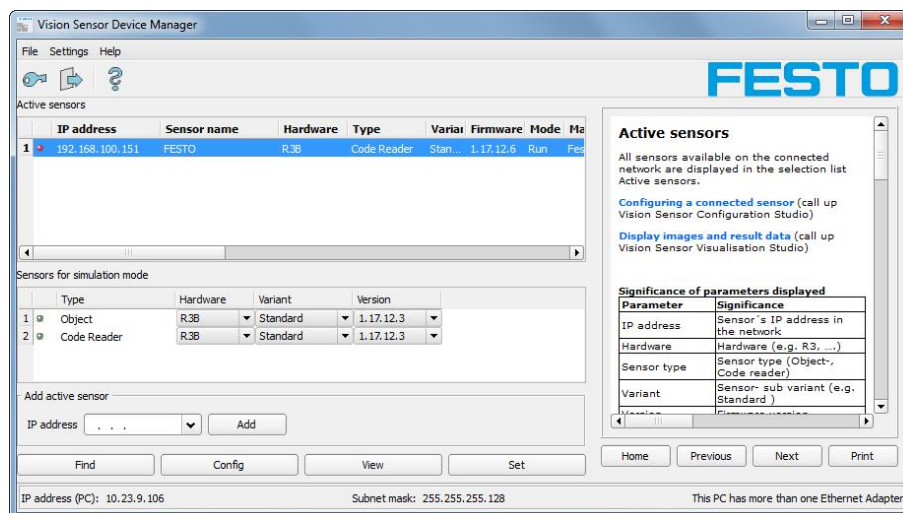 Vision Sensor Device Manager
File Settings Help
FESTO
Active sensors
IP address Sensor name Hardware Type Variar Firmware Mode Ma
1 192.168.100.151 FESTO R3B Code Reader Stan... 1.17.12.6 Run Fes
Sensors for simulation mode
Type Hardware Variant Version
1 Object R3B Standard 1.17.12.3
2 Code Reader R3B Standard 1.17.12.3
Add active sensor
IP address . . . Add
Find Config View Set
Active sensors
All sensors available on the connected
network are displayed in the selection list
Active sensors.
Configuring a connected sensor (call up
Vision Sensor Configuration Studio)
Display images and result data (call up
Vision Sensor Visualisation Studio)
Significance of parameters displayed
Parameter Significance
IP address Sensor´s IP address in
the network
Hardware Hardware (e.g. R3, ....)
Sensor type Sensor type (Object-,
Code reader)
Variant Sensor- sub variant (e.g.
Standard )
Version Firmware version
Home Previous Next Print
IP address (PC): 10.23.9.106 Subnet mask: 255.255.255.128 This PC has more than one Ethernet Adapter